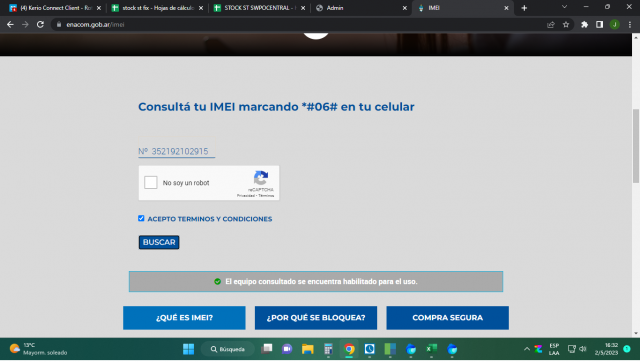 (4) Kerio Connect Client - Ro
stock st fix - Hojas de cálculo
STOCK ST SWPOCENTRAL -
Admin
IMEI
enacom.gob.ar/imei
J
Consultá tu IMEI marcando *#06# en tu celular
Nº 352192102915
No soy un robot
reCAPTCHA
Privacidad - Términos
ACEPTO TERMINOS Y CONDICIONES
BUSCAR
El equipo consultado se encuentra habilitado para el uso.
¿QUÉ ES IMEI?
¿POR QUÉ SE BLOQUEA?
COMPRA SEGURA
13°C
Mayorm. soleado
Búsqueda
ESP
LAA
16:32
2/5/2023